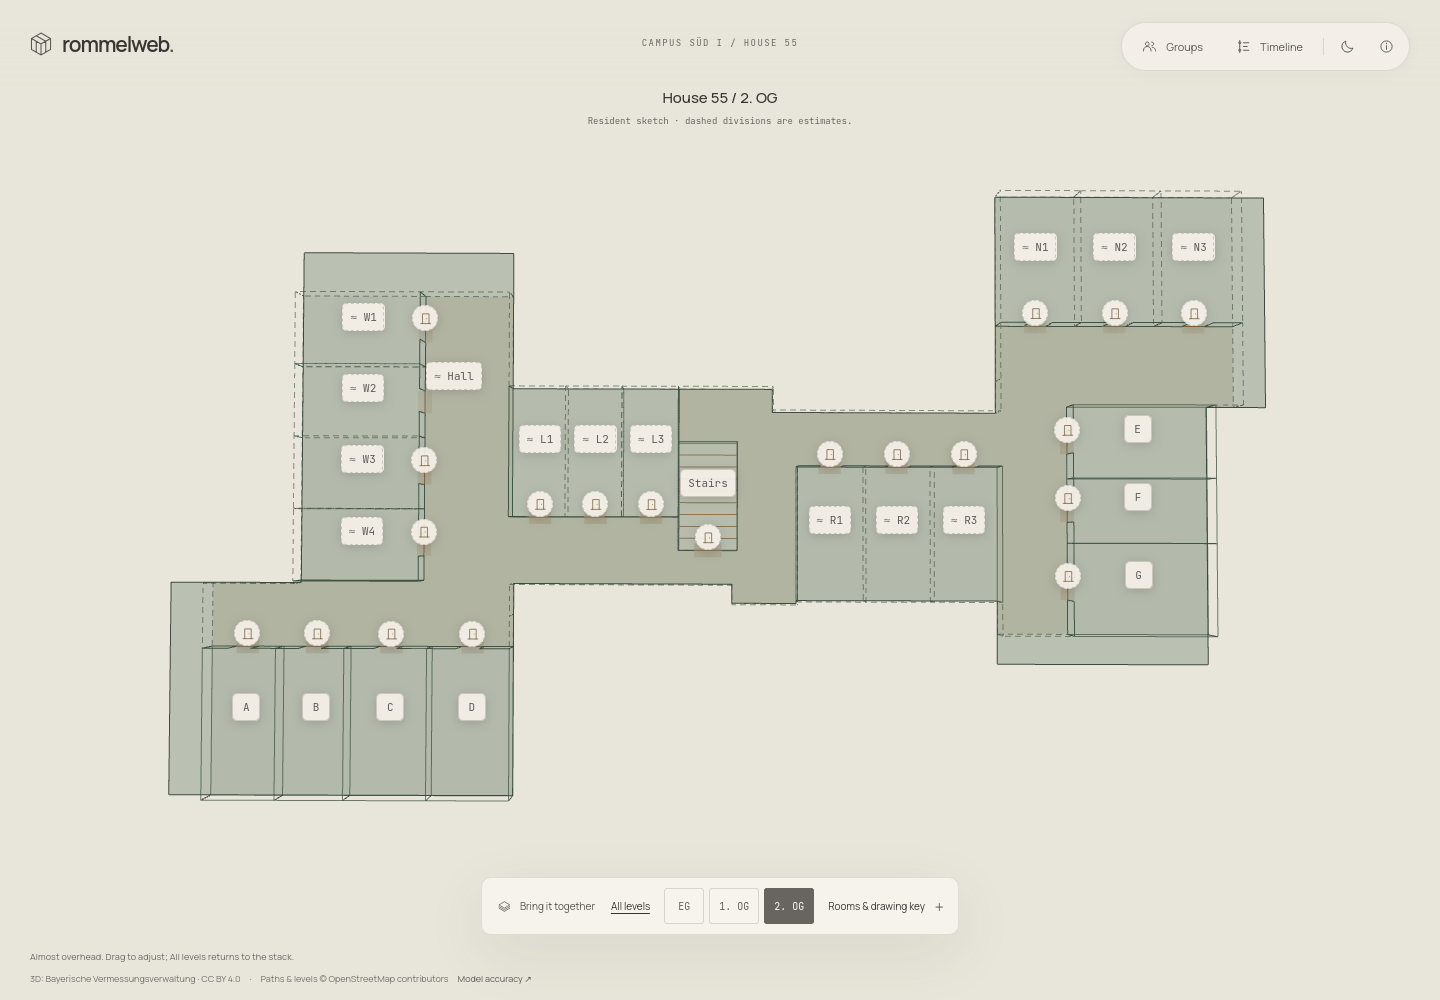 rommelweb.
CAMPUS SÜD I / HOUSE 55
Groups
Timeline
House 55 / 2. OG
Resident sketch · dashed divisions are estimates.
≈ N1
≈ N2
≈ N3
≈ W1
≈ Hall
≈ W2
≈ W3
≈ W4
≈ L1
≈ L2
≈ L3
Stairs
≈ R1
≈ R2
≈ R3
E
F
G
A
B
C
D
Bring it together
All levels
EG
1. OG
2. OG
Rooms & drawing key +
Almost overhead. Drag to adjust; All levels returns to the stack.
3D: Bayerische Vermessungsverwaltung · CC BY 4.0 · Paths & levels © OpenStreetMap contributors Model accuracy ↗